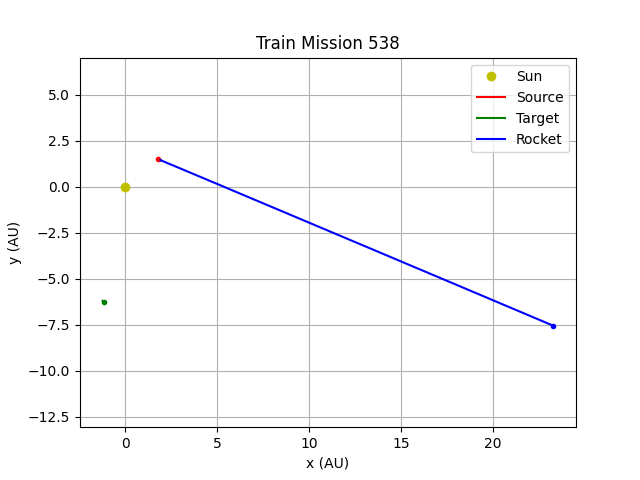 Train Mission 538
Sun
Source
Target
Rocket
5.0
2.5
0.0
−2.5
−5.0
−7.5
−10.0
−12.5
y (AU)
0
5
10
15
20
x (AU)